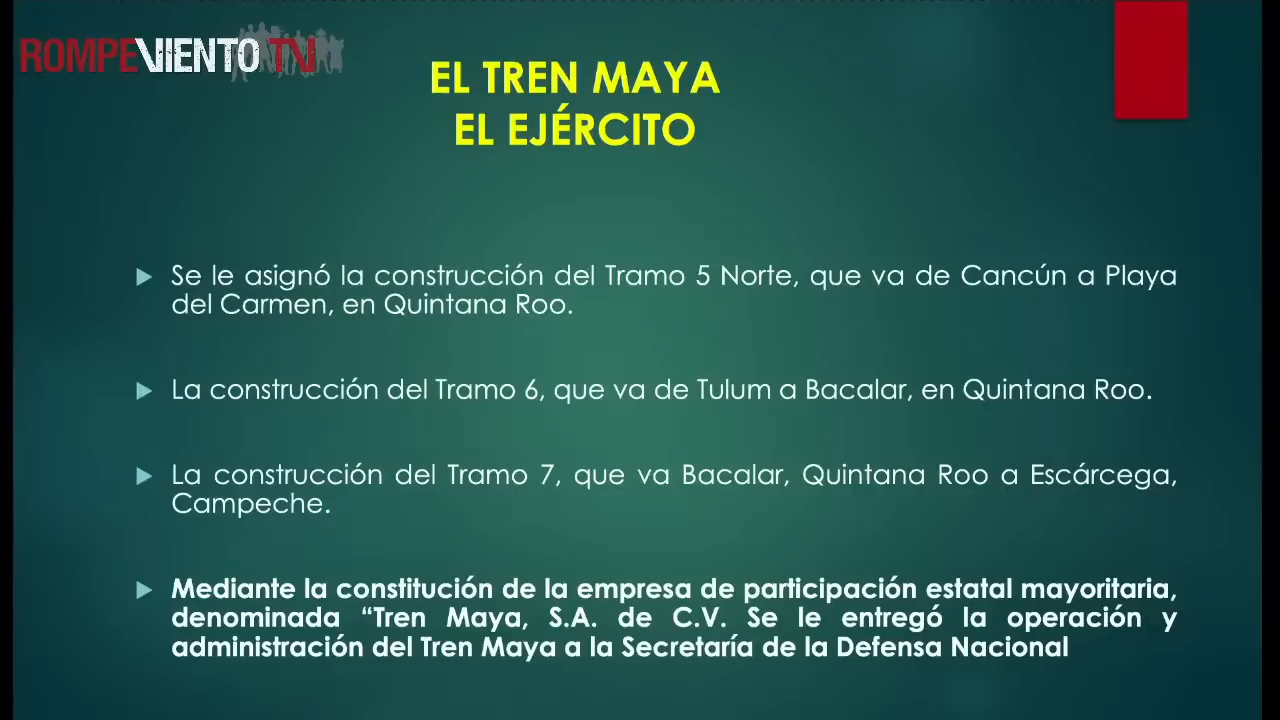 ROMPEVIENTO TV
EL TREN MAYA
EL EJÉRCITO
Se le asignó la construcción del Tramo 5 Norte, que va de Cancún a Playa
del Carmen, en Quintana Roo.
La construcción del Tramo 6, que va de Tulum a Bacalar, en Quintana Roo.
La construcción del Tramo 7, que va Bacalar, Quintana Roo a Escárcega,
Campeche.
Mediante la constitución de la empresa de participación estatal mayoritaria,
denominada “Tren Maya, S.A. de C.V. Se le entregó la operación y
administración del Tren Maya a la Secretaría de la Defensa Nacional